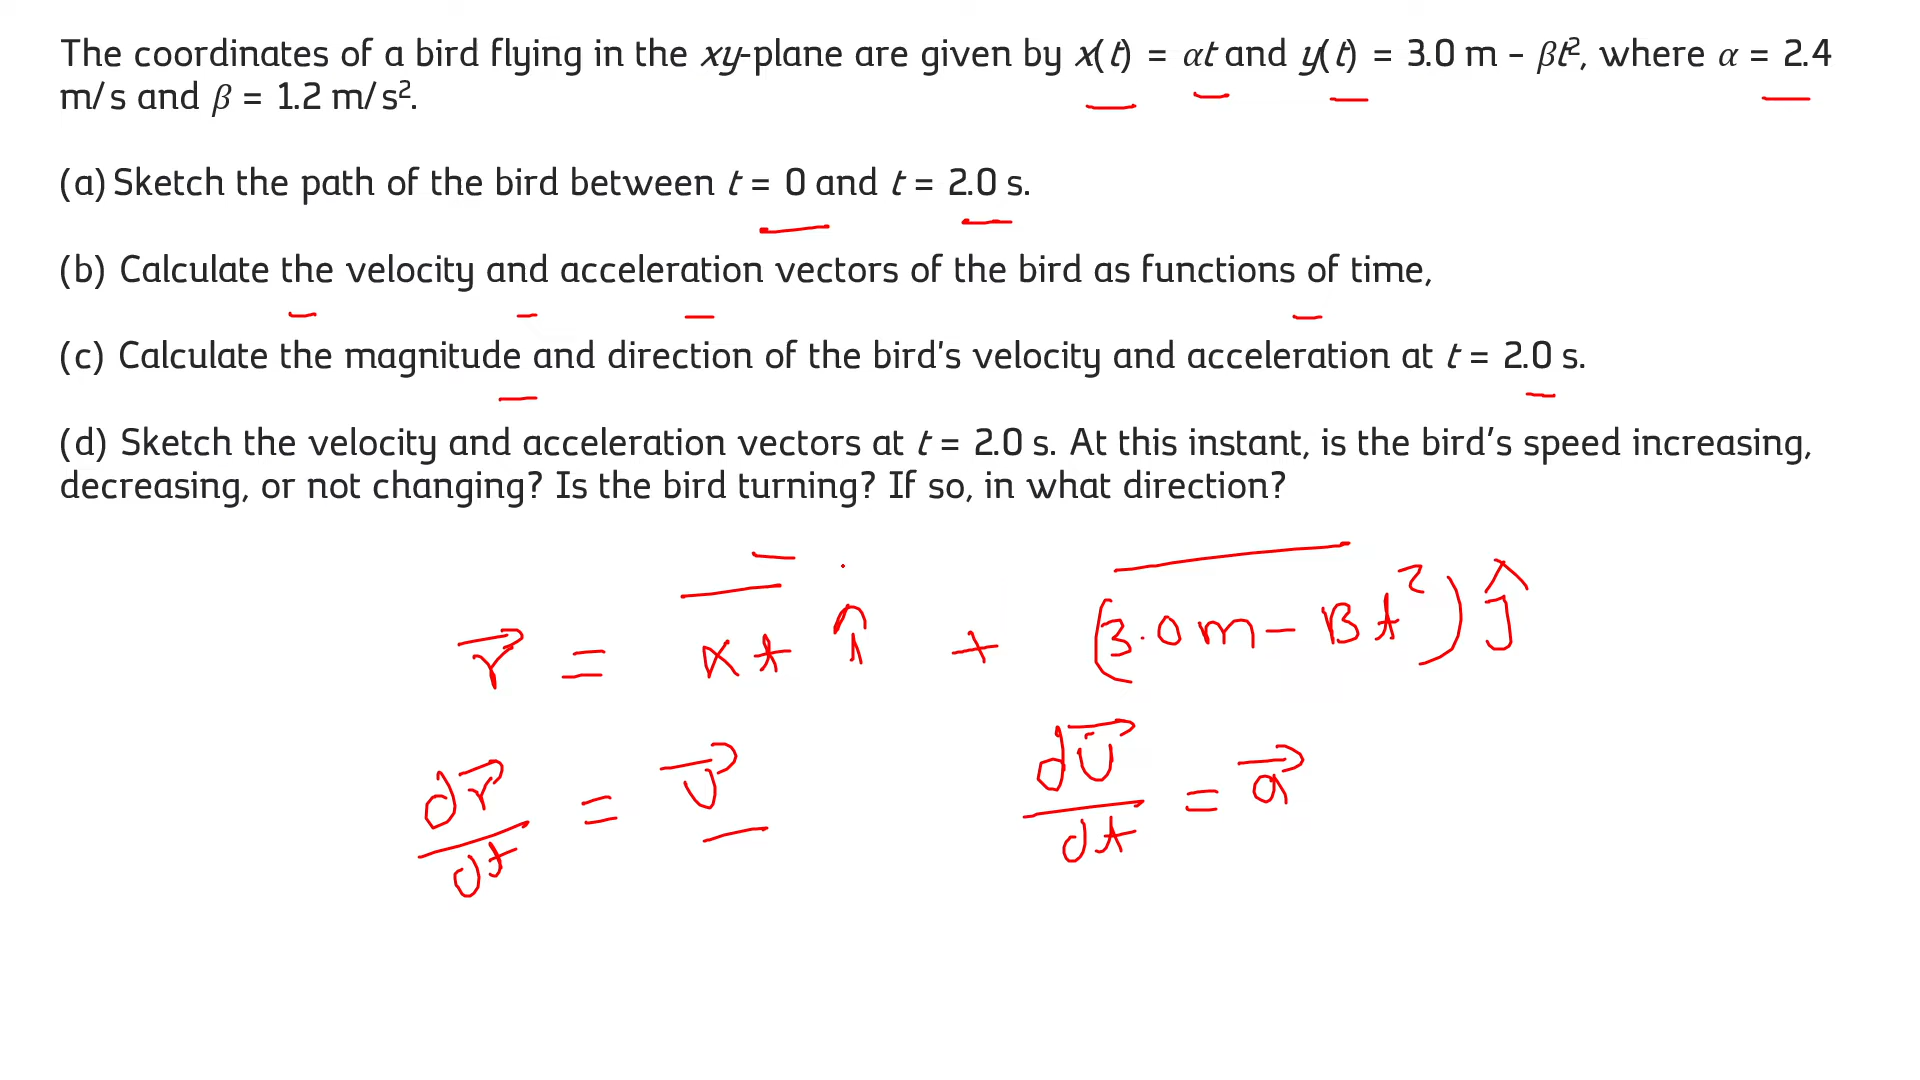 The coordinates of a bird flying in the xy-plane are given by x(t) = αt and y(t) = 3.0 m – βt², where α = 2.4
m/s and β = 1.2 m/s².
(a) Sketch the path of the bird between t = 0 and t = 2.0 s.
(b) Calculate the velocity and acceleration vectors of the bird as functions of time,
(c) Calculate the magnitude and direction of the bird's velocity and acceleration at t = 2.0 s.
(d) Sketch the velocity and acceleration vectors at t = 2.0 s. At this instant, is the bird's speed increasing,
decreasing, or not changing? Is the bird turning? If so, in what direction?
r⃗ = αt î + (3.0m – βt²) ĵ
dr⃗/dt = v⃗ dv⃗/dt = a⃗